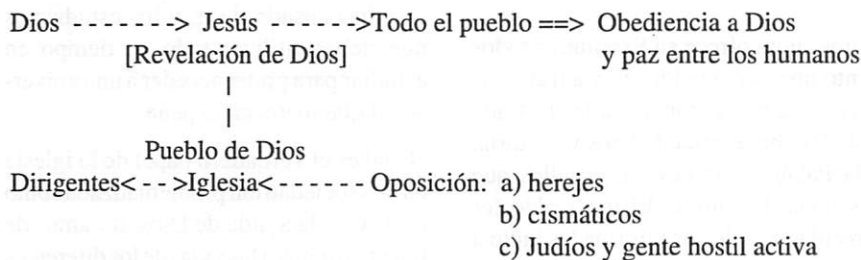 Dios - - - - - - - -> Jesús - - - - - - ->Todo el pueblo ==> Obediencia a Dios
[Revelación de Dios] y paz entre los humanos
|
|
Pueblo de Dios
Dirigentes< - - ->Iglesia< - - - - - - Oposición: a) herejes
b) cismáticos
c) Judíos y gente hostil activa